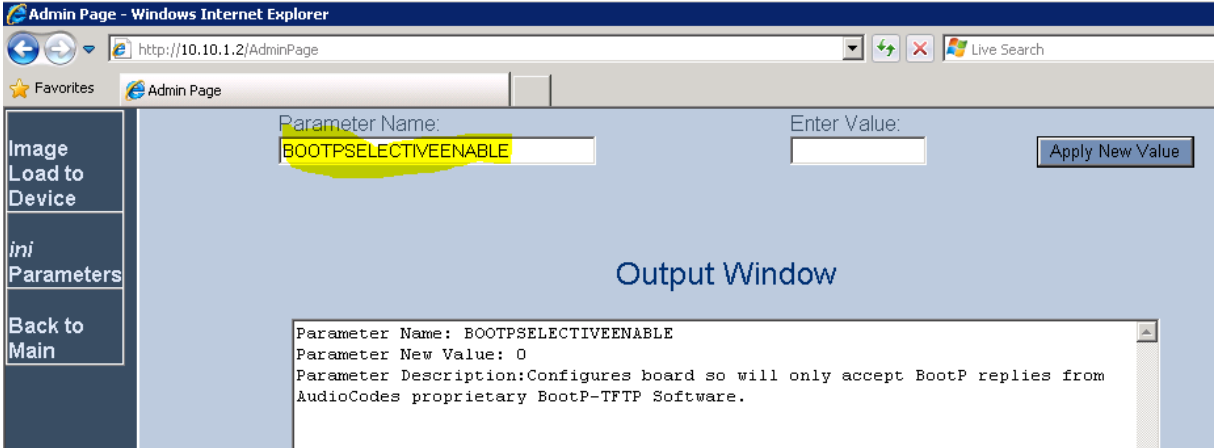 Admin Page - Windows Internet Explorer
http://10.10.1.2/AdminPage
Live Search
Favorites
Admin Page
Parameter Name:
Enter Value:
BOOTPSELECTIVEENABLE
Apply New Value
Image
Load to
Device
ini
Parameters
Back to
Main
Output Window
Parameter Name: BOOTPSELECTIVEENABLE
Parameter New Value: 0
Parameter Description:Configures board so will only accept BootP replies from
AudioCodes proprietary BootP-TFTP Software.